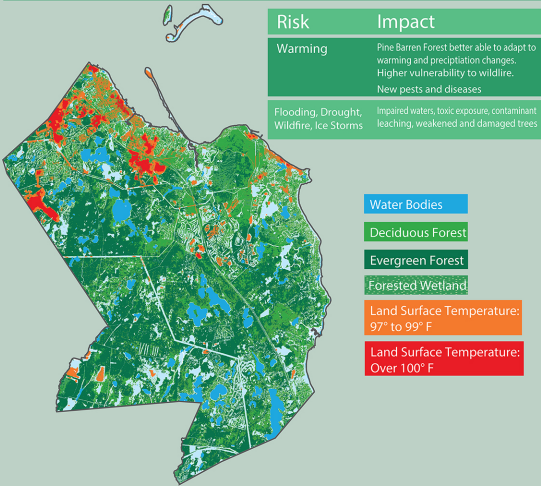 Risk Impact
Warming
Pine Barren Forest better able to adapt to
warming and preciptiation changes.
Higher vulnerability to wildlire.
New pests and diseases
Flooding, Drought,
Wildfire, Ice Storms
Impaired waters, toxic exposure, contaminant
leaching, weakened and damaged trees
Water Bodies
Deciduous Forest
Evergreen Forest
Forested Wetland
Land Surface Temperature:
97° to 99° F
Land Surface Temperature:
Over 100° F